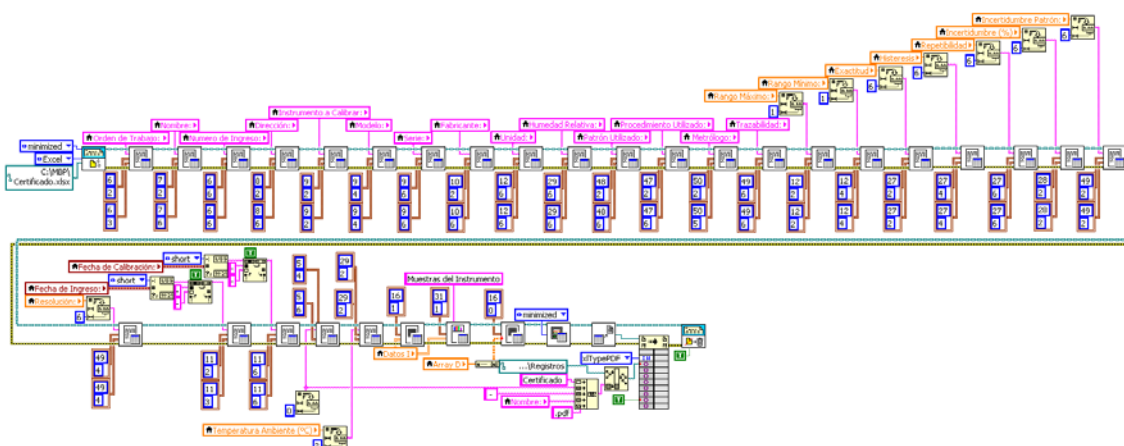 Incertidumbre Patrón:
Incertidumbre (%)
Repetibilidad
Histeresis
Exactitud
Rango Mínimo:
Rango Máximo:
Instrumento a Calibrar:
Nombre:
Dirección:
Modelo:
Fabricante:
Humedad Relativa:
Procedimiento Utilizado:
Trazabilidad:
minimized
Orden de Trabajo:
Numero de Ingreso:
Serie:
Unidad:
Patrón Utilizado:
Metrólogo:
Excel
C:\MBP\
Certificado.xlsx
short
Fecha de Calibración:
short
Fecha de Ingreso:
Resolución:
Muestras del Instrumento
minimized
Datos I
Array D
...\Registros
xlTypePDF
Certificado
-
Nombre:
.pdf
Temperatura Ambiente (ºC)